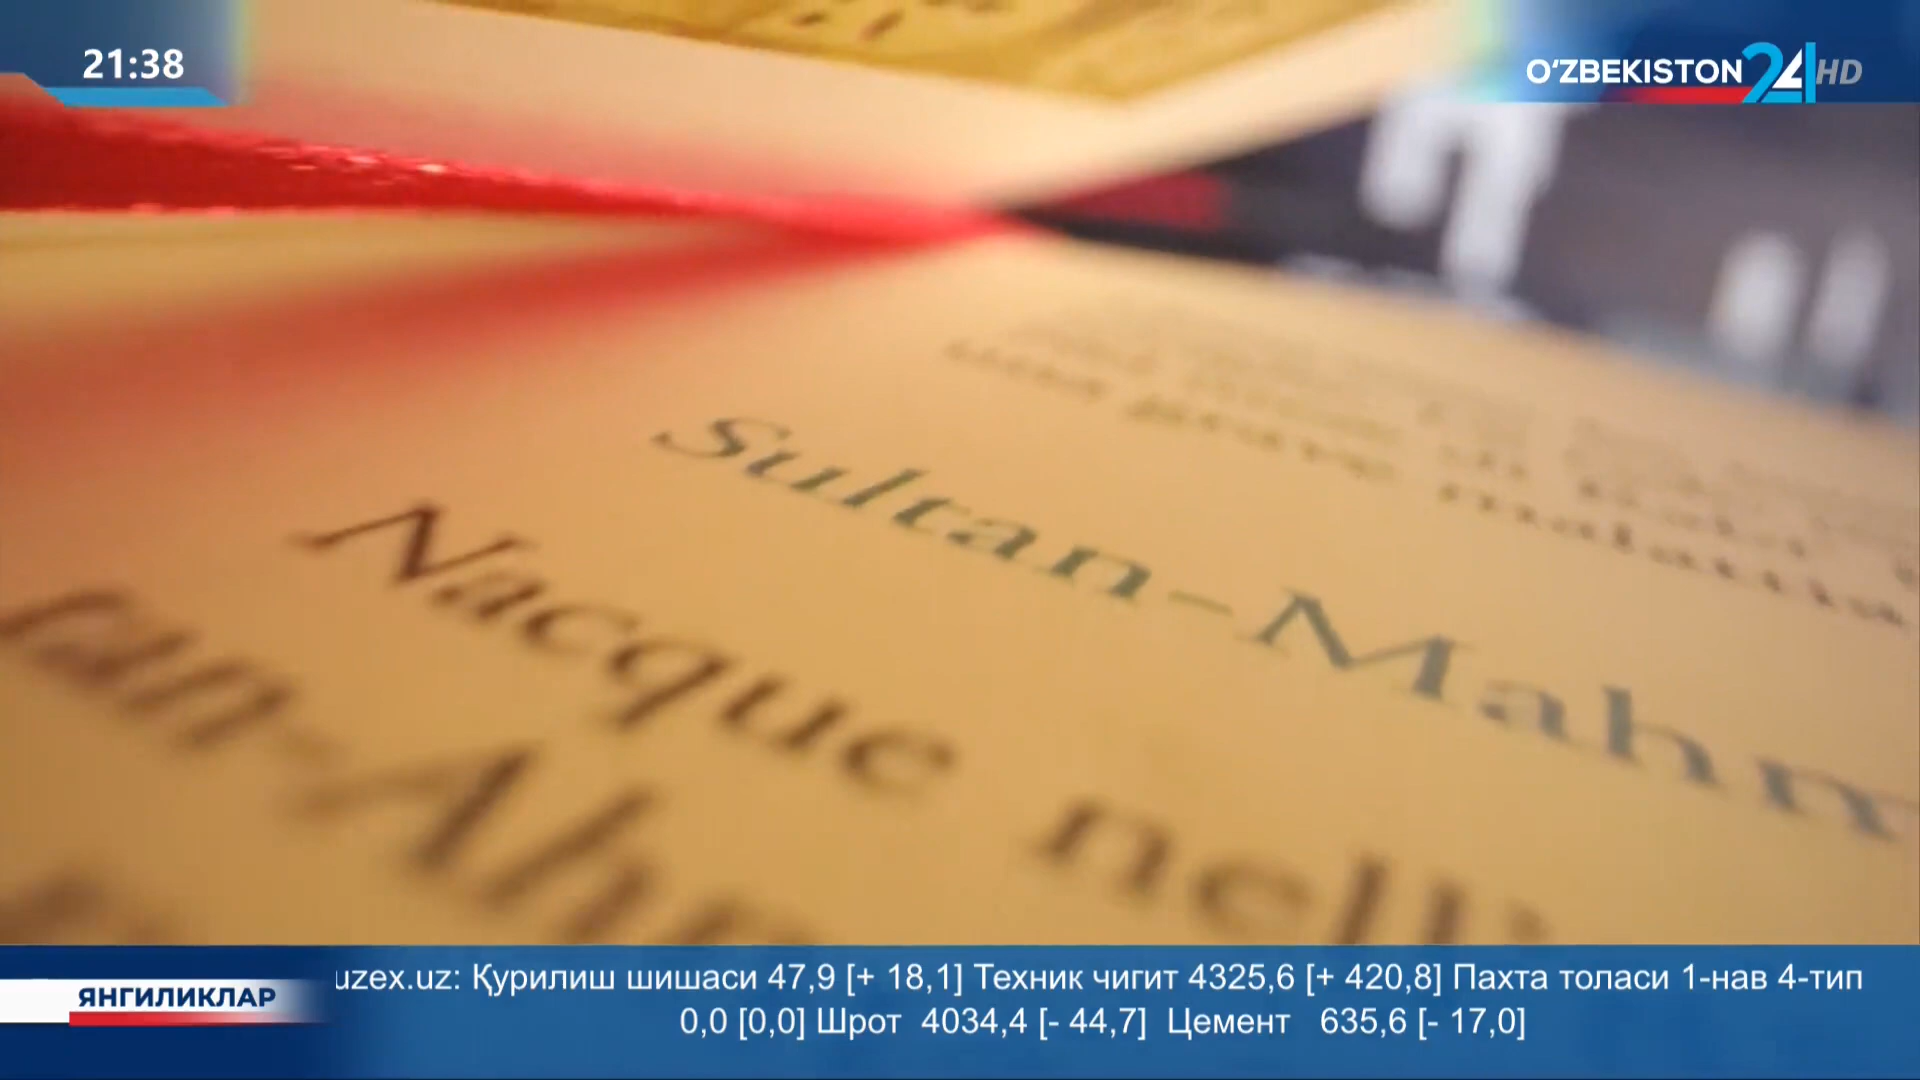 21:38
O‘ZBEKISTON 24 HD
Sultan-Mahm
Nacque nell
tan-Ahm
ЯНГИЛИКЛАР
uzex.uz: Қурилиш шишаси 47,9 [+ 18,1] Техник чигит 4325,6 [+ 420,8] Пахта толаси 1-нав 4-тип
0,0 [0,0] Шрот 4034,4 [- 44,7] Цемент 635,6 [- 17,0]